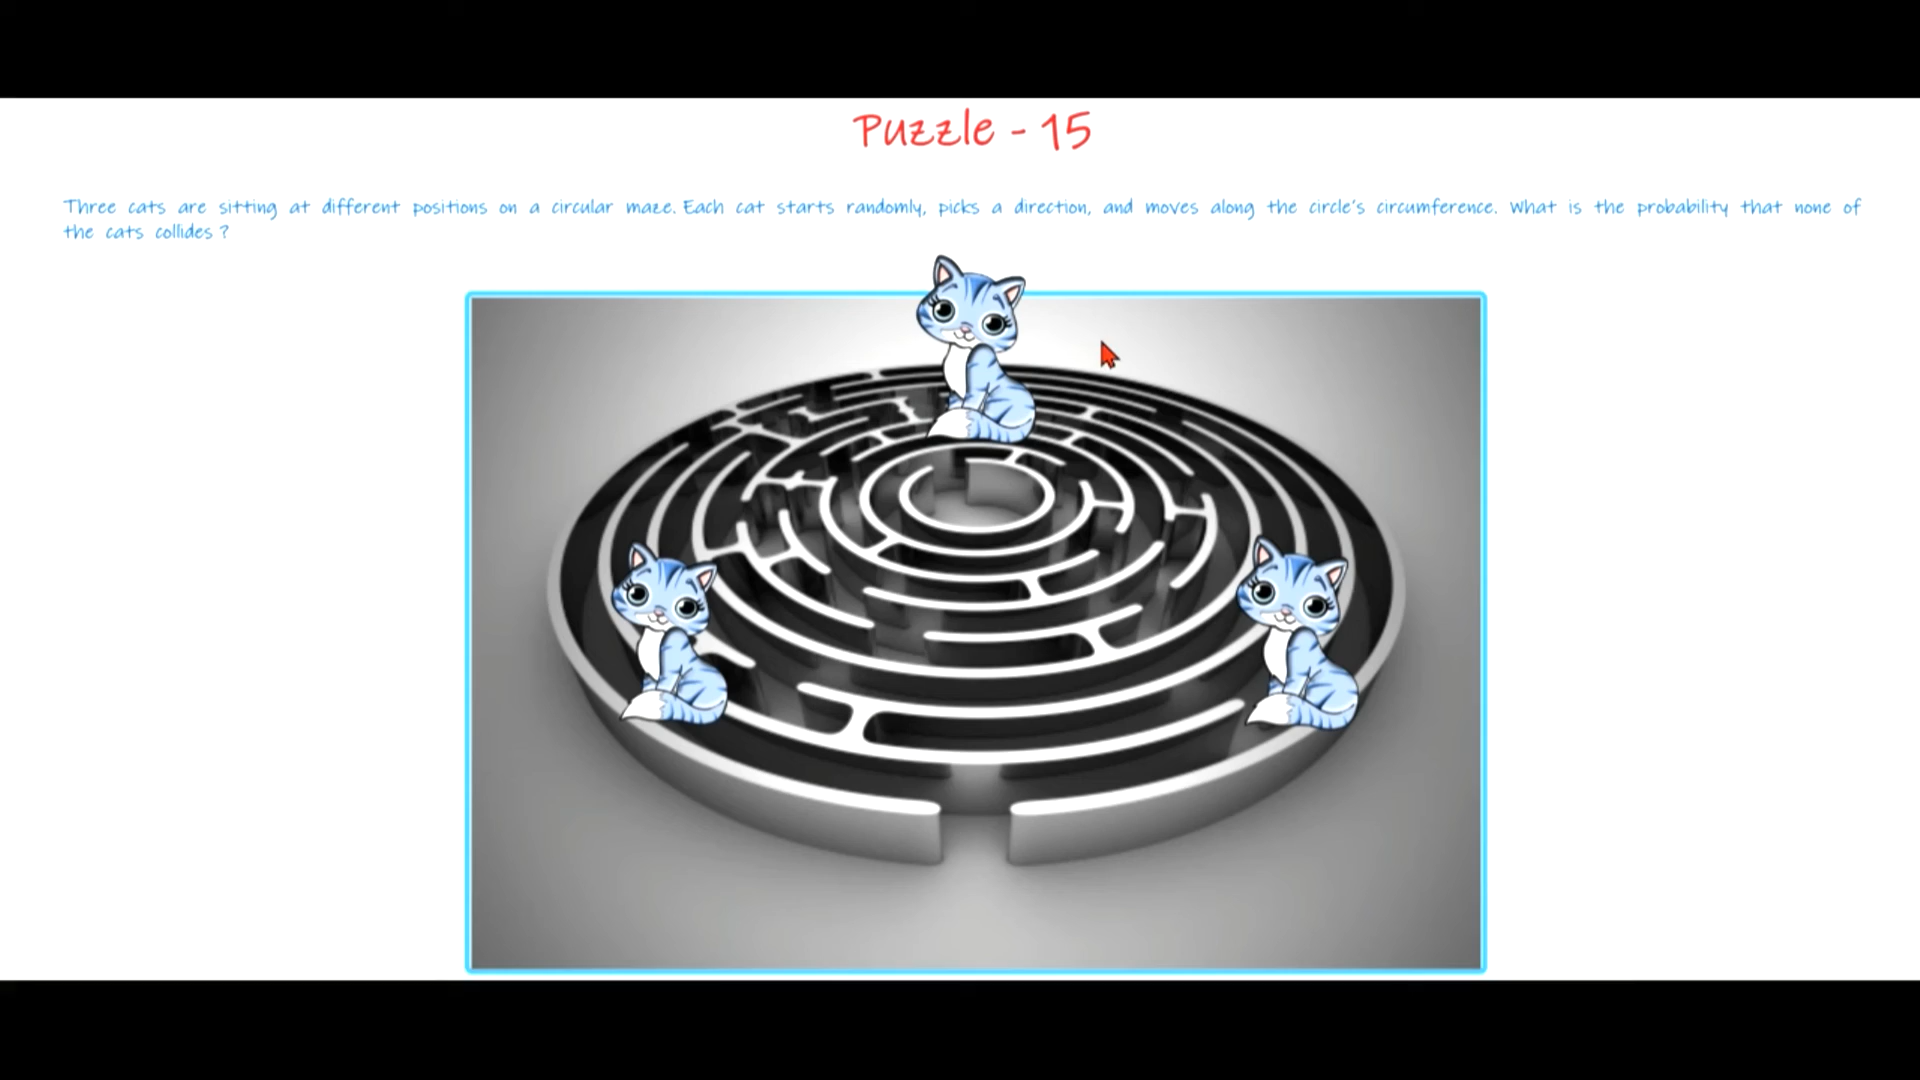 Puzzle - 15
Three cats are sitting at different positions on a circular maze. Each cat starts randomly, picks a direction, and moves along the circle's circumference. What is the probability that none of
the cats collides ?